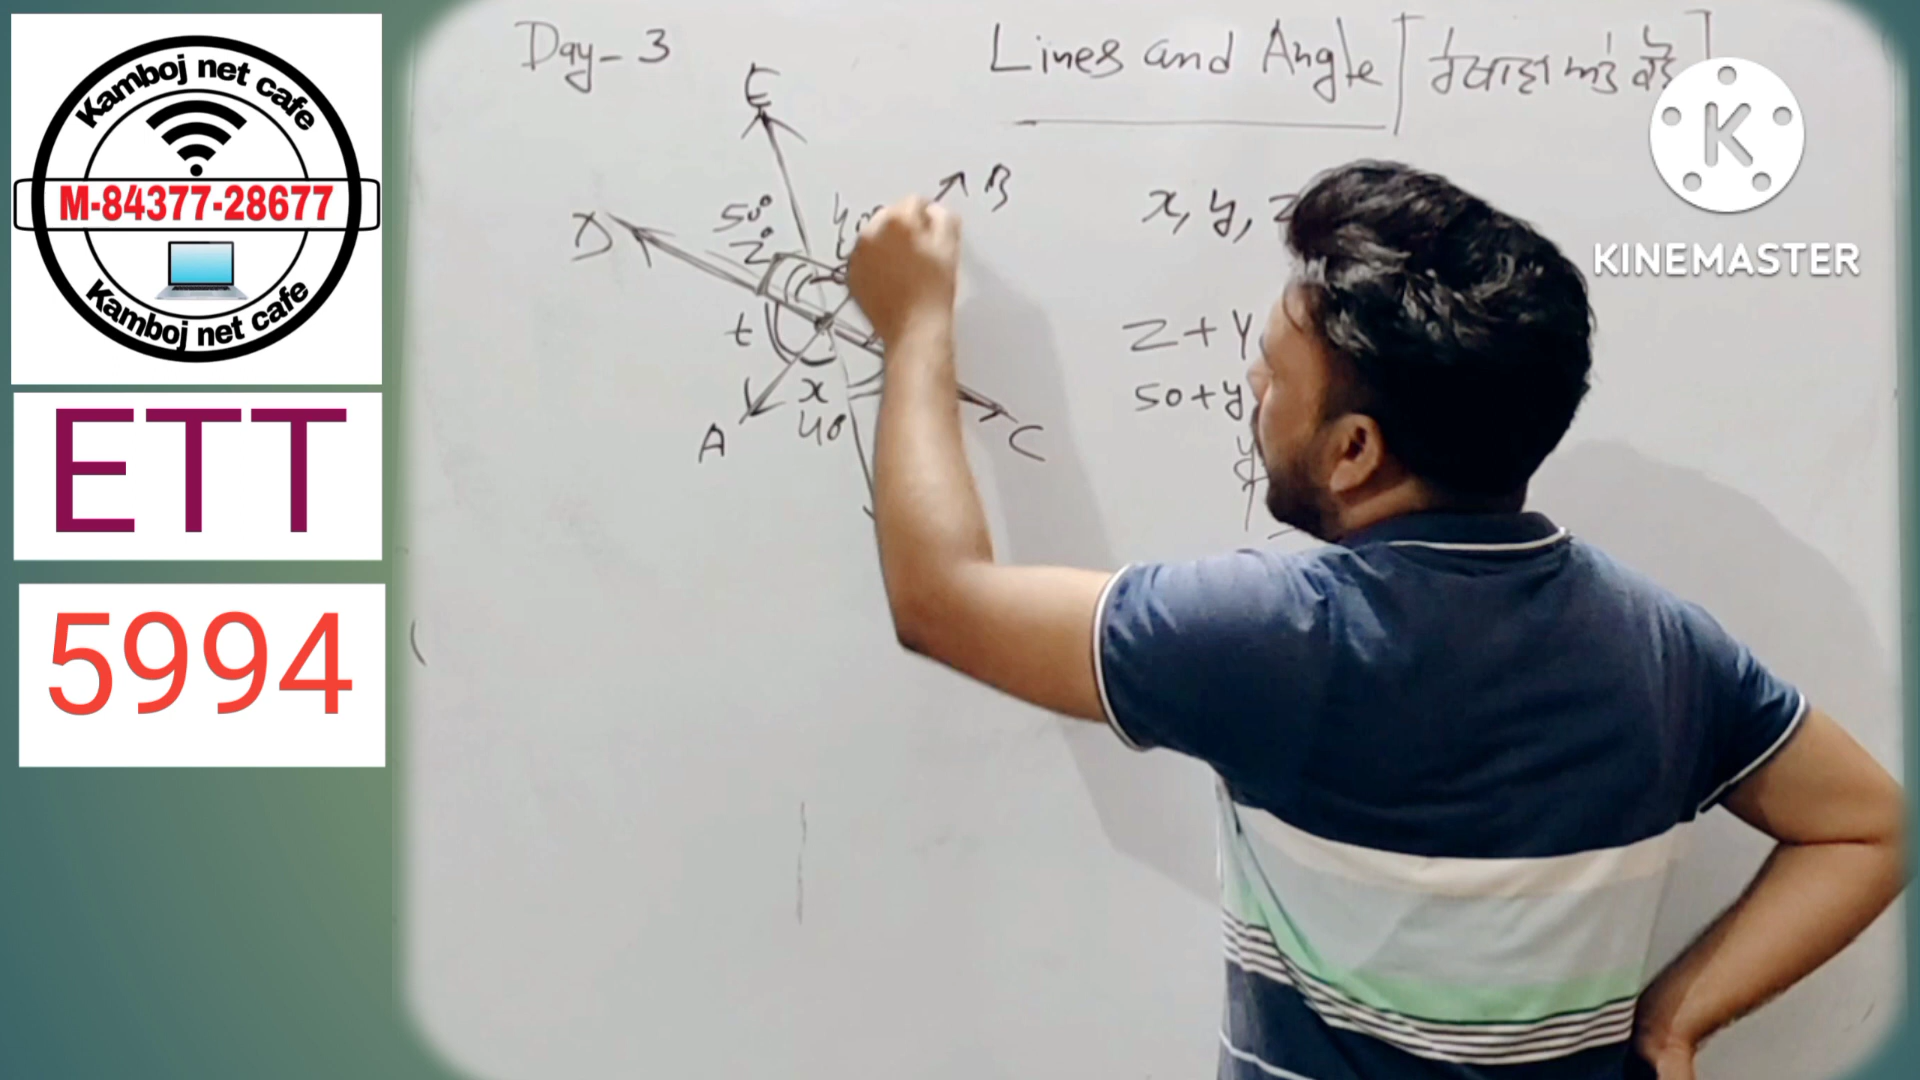 Kamboj net cafe
M-84377-28677
Kamboj net cafe
ETT
5994
Day-3
Lines and Angle
KINEMASTER
E
B
D
50°
z°
t
x
40
A
C
x, y, z
z+y
50+y
y